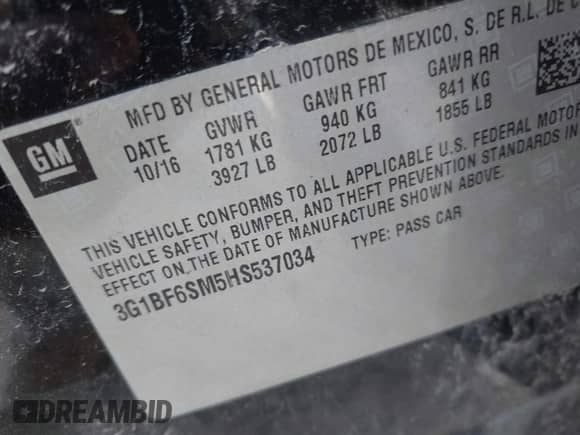 MFD BY GENERAL MOTORS DE MEXICO, S. DE R.L. DE C
GM
DATE GVWR GAWR FRT GAWR RR
10/16 1781 KG 940 KG 841 KG
3927 LB 2072 LB 1855 LB
THIS VEHICLE CONFORMS TO ALL APPLICABLE U.S. FEDERAL MOTOR
VEHICLE SAFETY, BUMPER, AND THEFT PREVENTION STANDARDS IN
EFFECT ON THE DATE OF MANUFACTURE SHOWN ABOVE.
3G1BF6SM5HS537034 TYPE: PASS CAR
DREAMBID